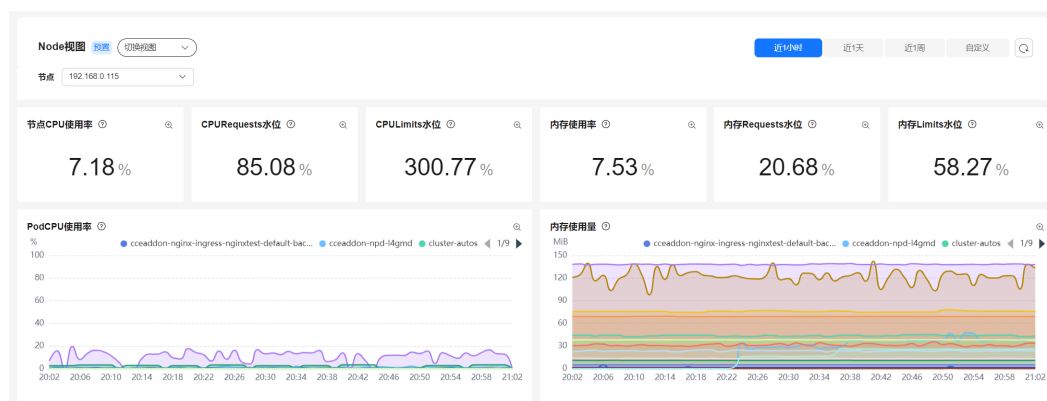 Node视图 预置 切换视图 近1小时 近1天 近1周 自定义
节点 192.168.0.115
节点CPU使用率 CPURequests水位 CPULimits水位 内存使用率 内存Requests水位 内存Limits水位
7.18% 85.08% 300.77% 7.53% 20.68% 58.27%
PodCPU使用率
%
cceaddon-nginx-ingress-nginxtest-default-bac... cceaddon-npd-l4gmd cluster-autos 1/9
100
80
60
40
20
0
20:02 20:06 20:10 20:14 20:18 20:22 20:26 20:30 20:34 20:38 20:42 20:46 20:50 20:54 20:58 21:02
内存使用量
MiB
cceaddon-nginx-ingress-nginxtest-default-bac... cceaddon-npd-l4gmd cluster-autos 1/9
150
120
90
60
30
0
20:02 20:06 20:10 20:14 20:18 20:22 20:26 20:30 20:34 20:38 20:42 20:46 20:50 20:54 20:58 21:02